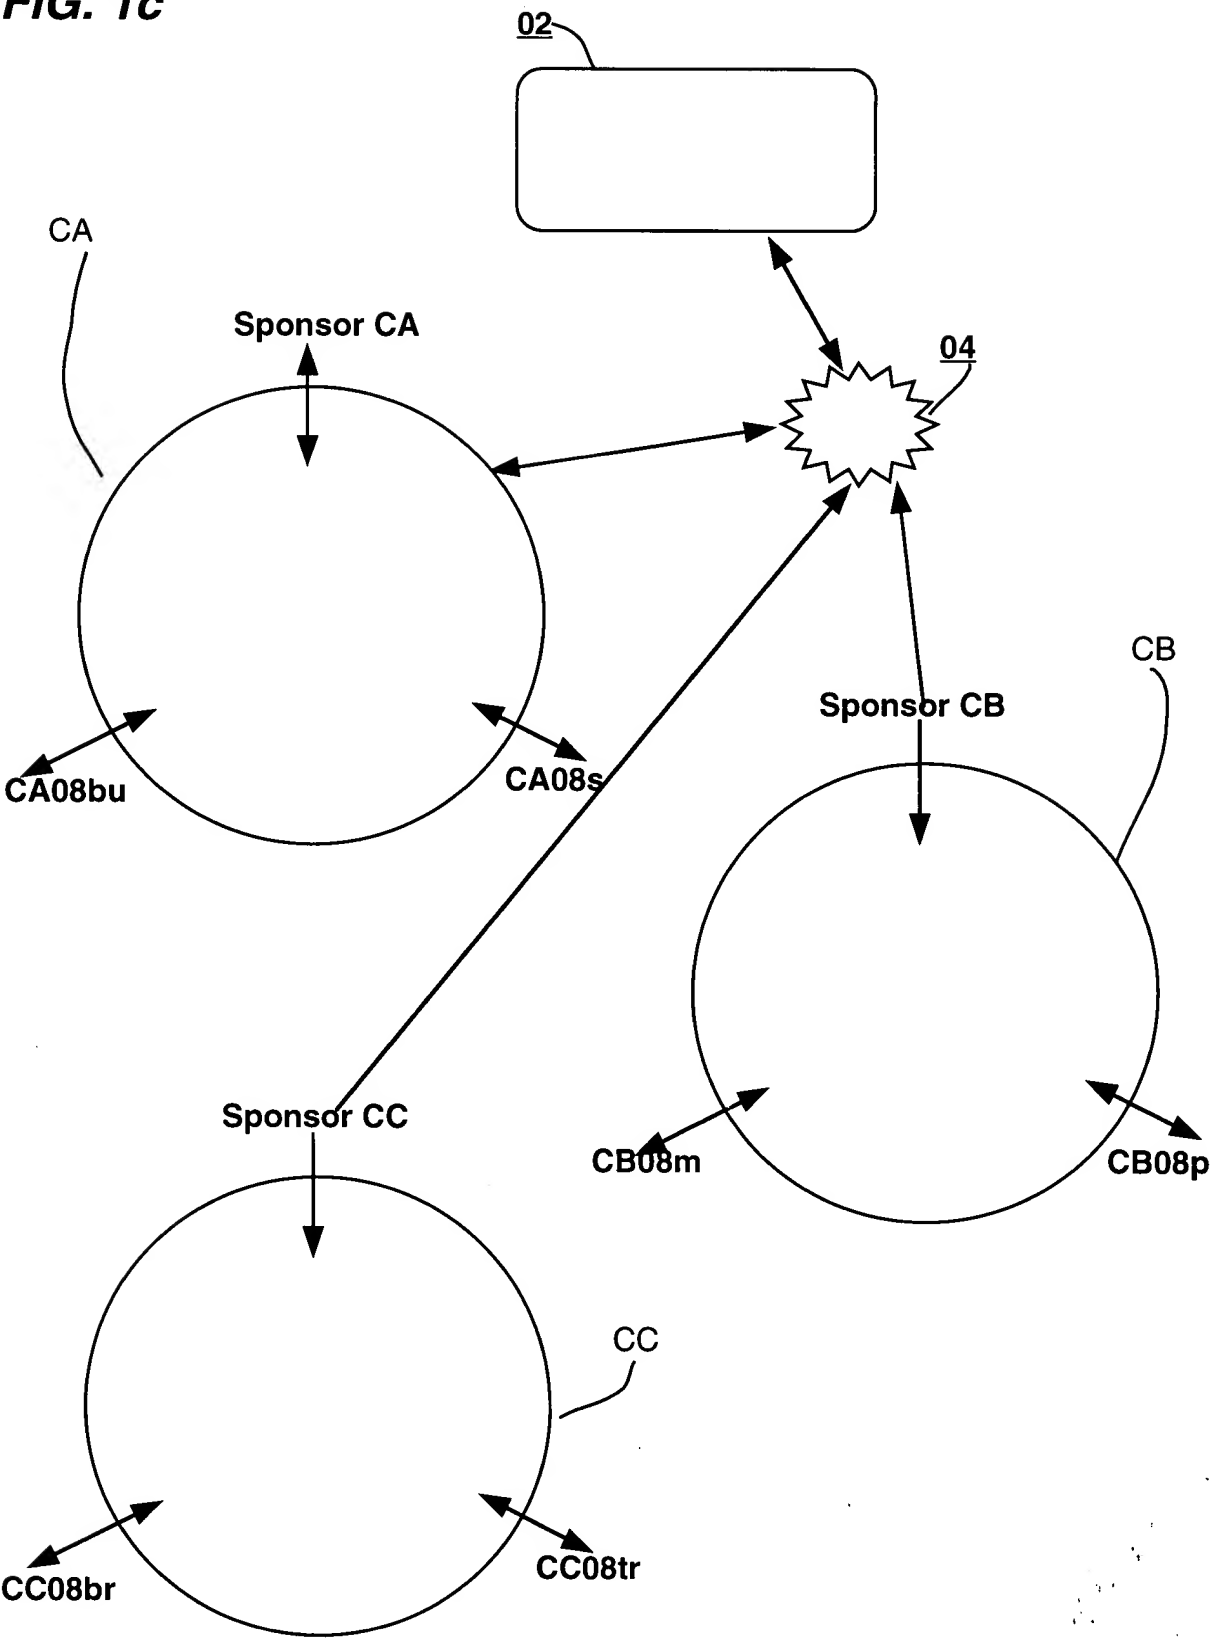 FIG. 1c
02
CA
Sponsor CA
04
CB
Sponsor CB
CA08bu
CA08s
Sponsor CC
CB08m
CB08p
CC
CC08br
CC08tr